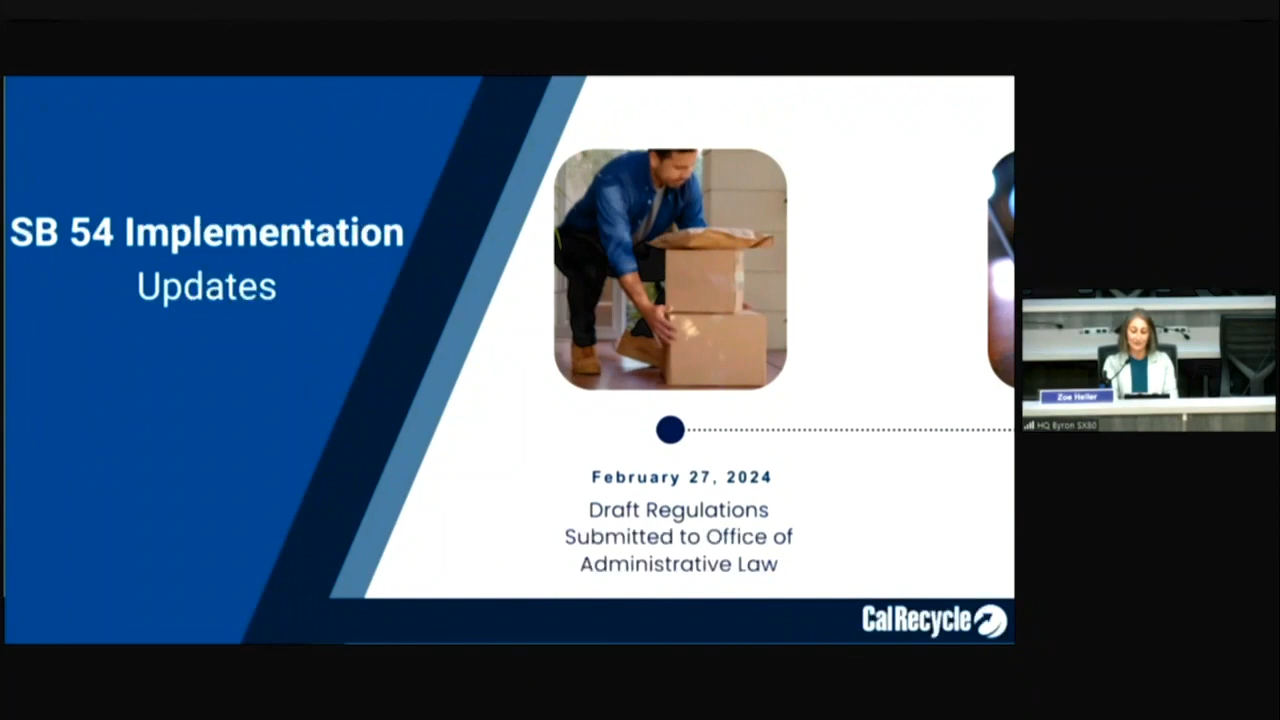 SB 54 Implementation
Updates
February 27, 2024
Draft Regulations
Submitted to Office of
Administrative Law
CalRecycle
Zoe Heller
HQ Byron SX80